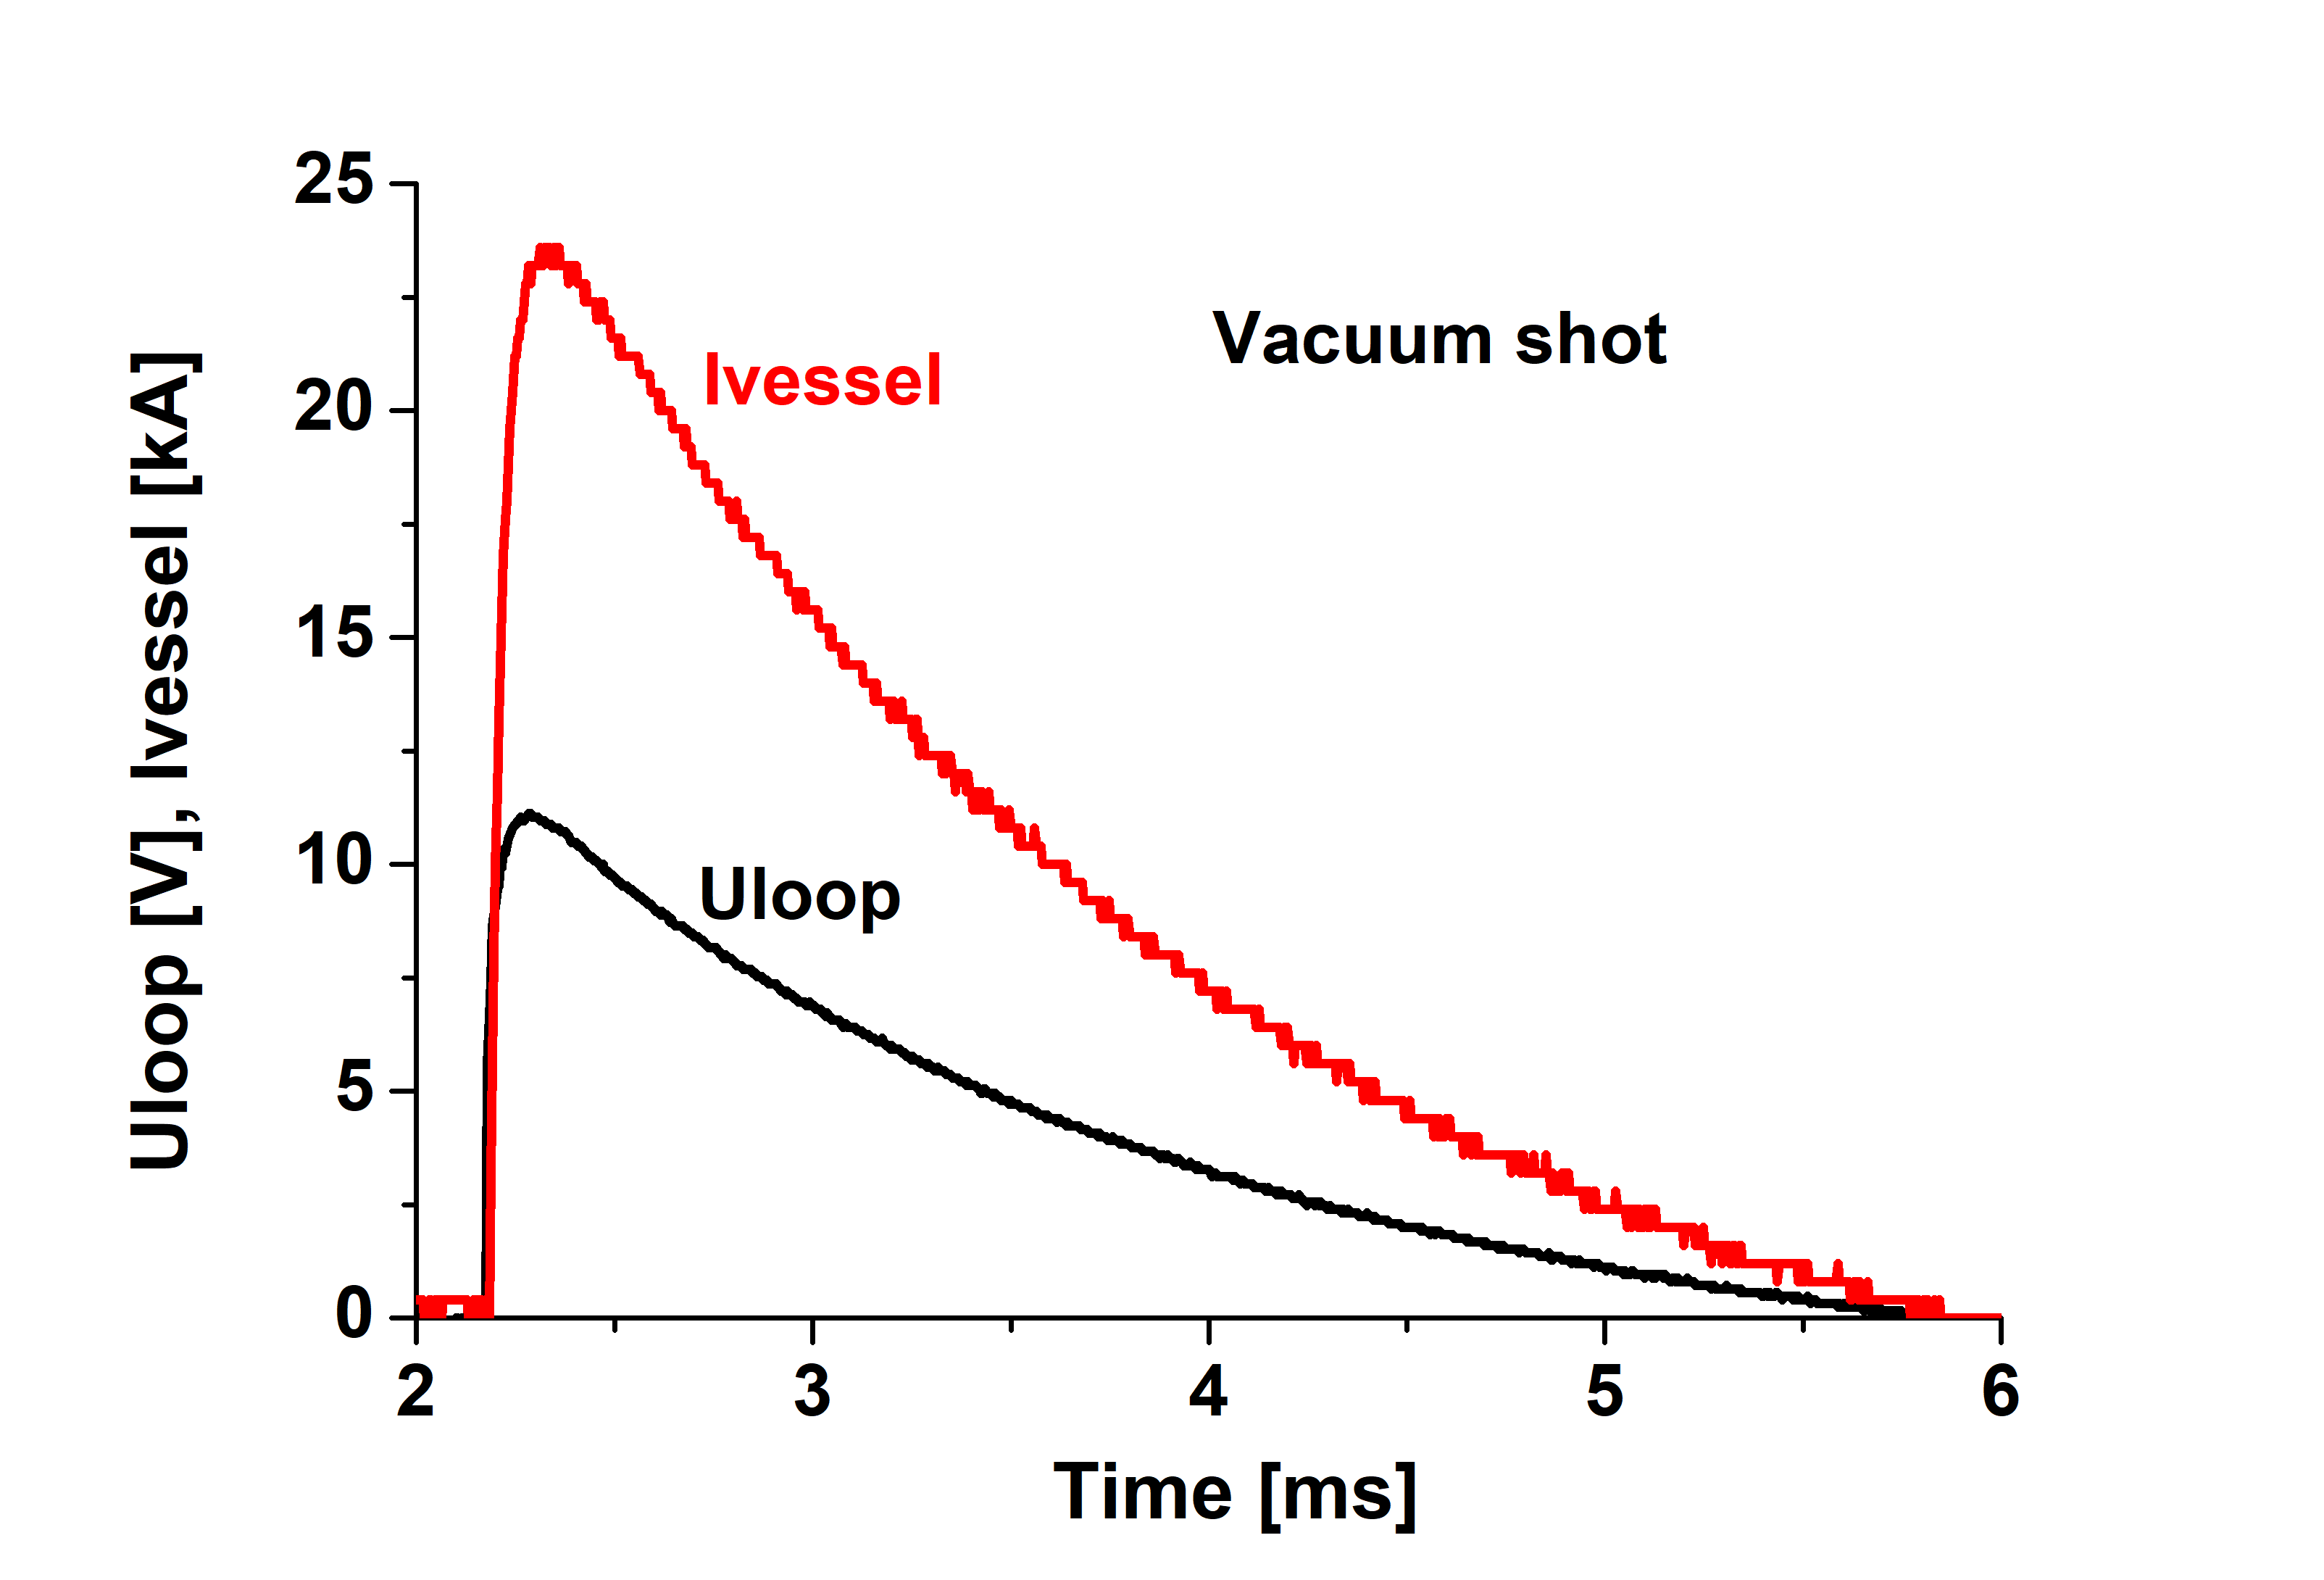 25
20
15
10
5
0
Uloop [V], Ivessel [kA]
Vacuum shot
Ivessel
Uloop
2 3 4 5 6
Time [ms]